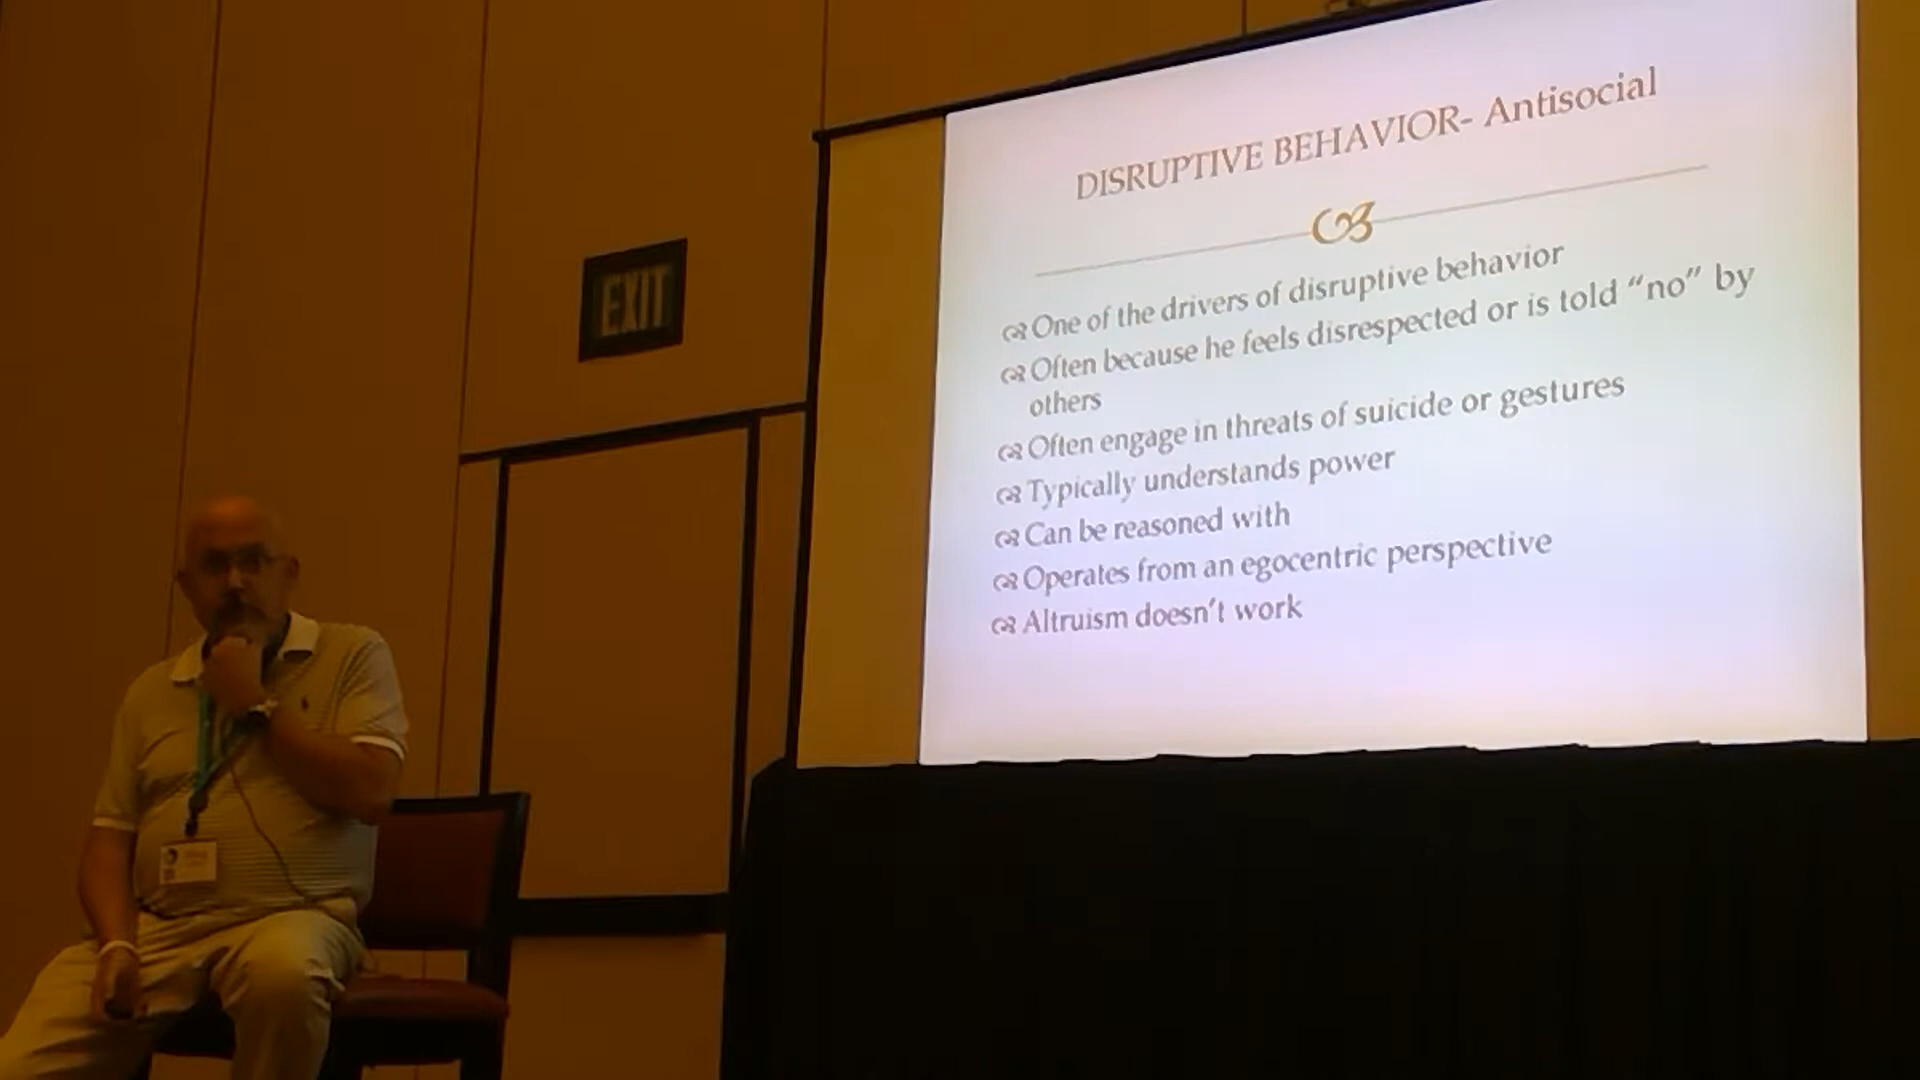 DISRUPTIVE BEHAVIOR- Antisocial
One of the drivers of disruptive behavior
Often because he feels disrespected or is told “no” by
others
Often engage in threats of suicide or gestures
Typically understands power
Can be reasoned with
Operates from an egocentric perspective
Altruism doesn’t work
EXIT